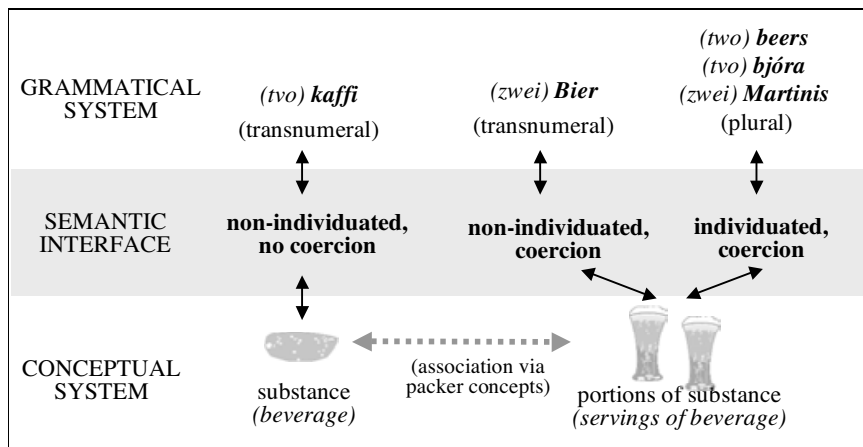 GRAMMATICAL
SYSTEM
(tvo) kaffi
(transnumeral)
(zwei) Bier
(transnumeral)
(two) beers
(tvo) bjóra
(zwei) Martinis
(plural)
SEMANTIC
INTERFACE
non-individuated,
no coercion
non-individuated,
coercion
individuated,
coercion
CONCEPTUAL
SYSTEM
substance
(beverage)
(association via
packer concepts)
portions of substance
(servings of beverage)